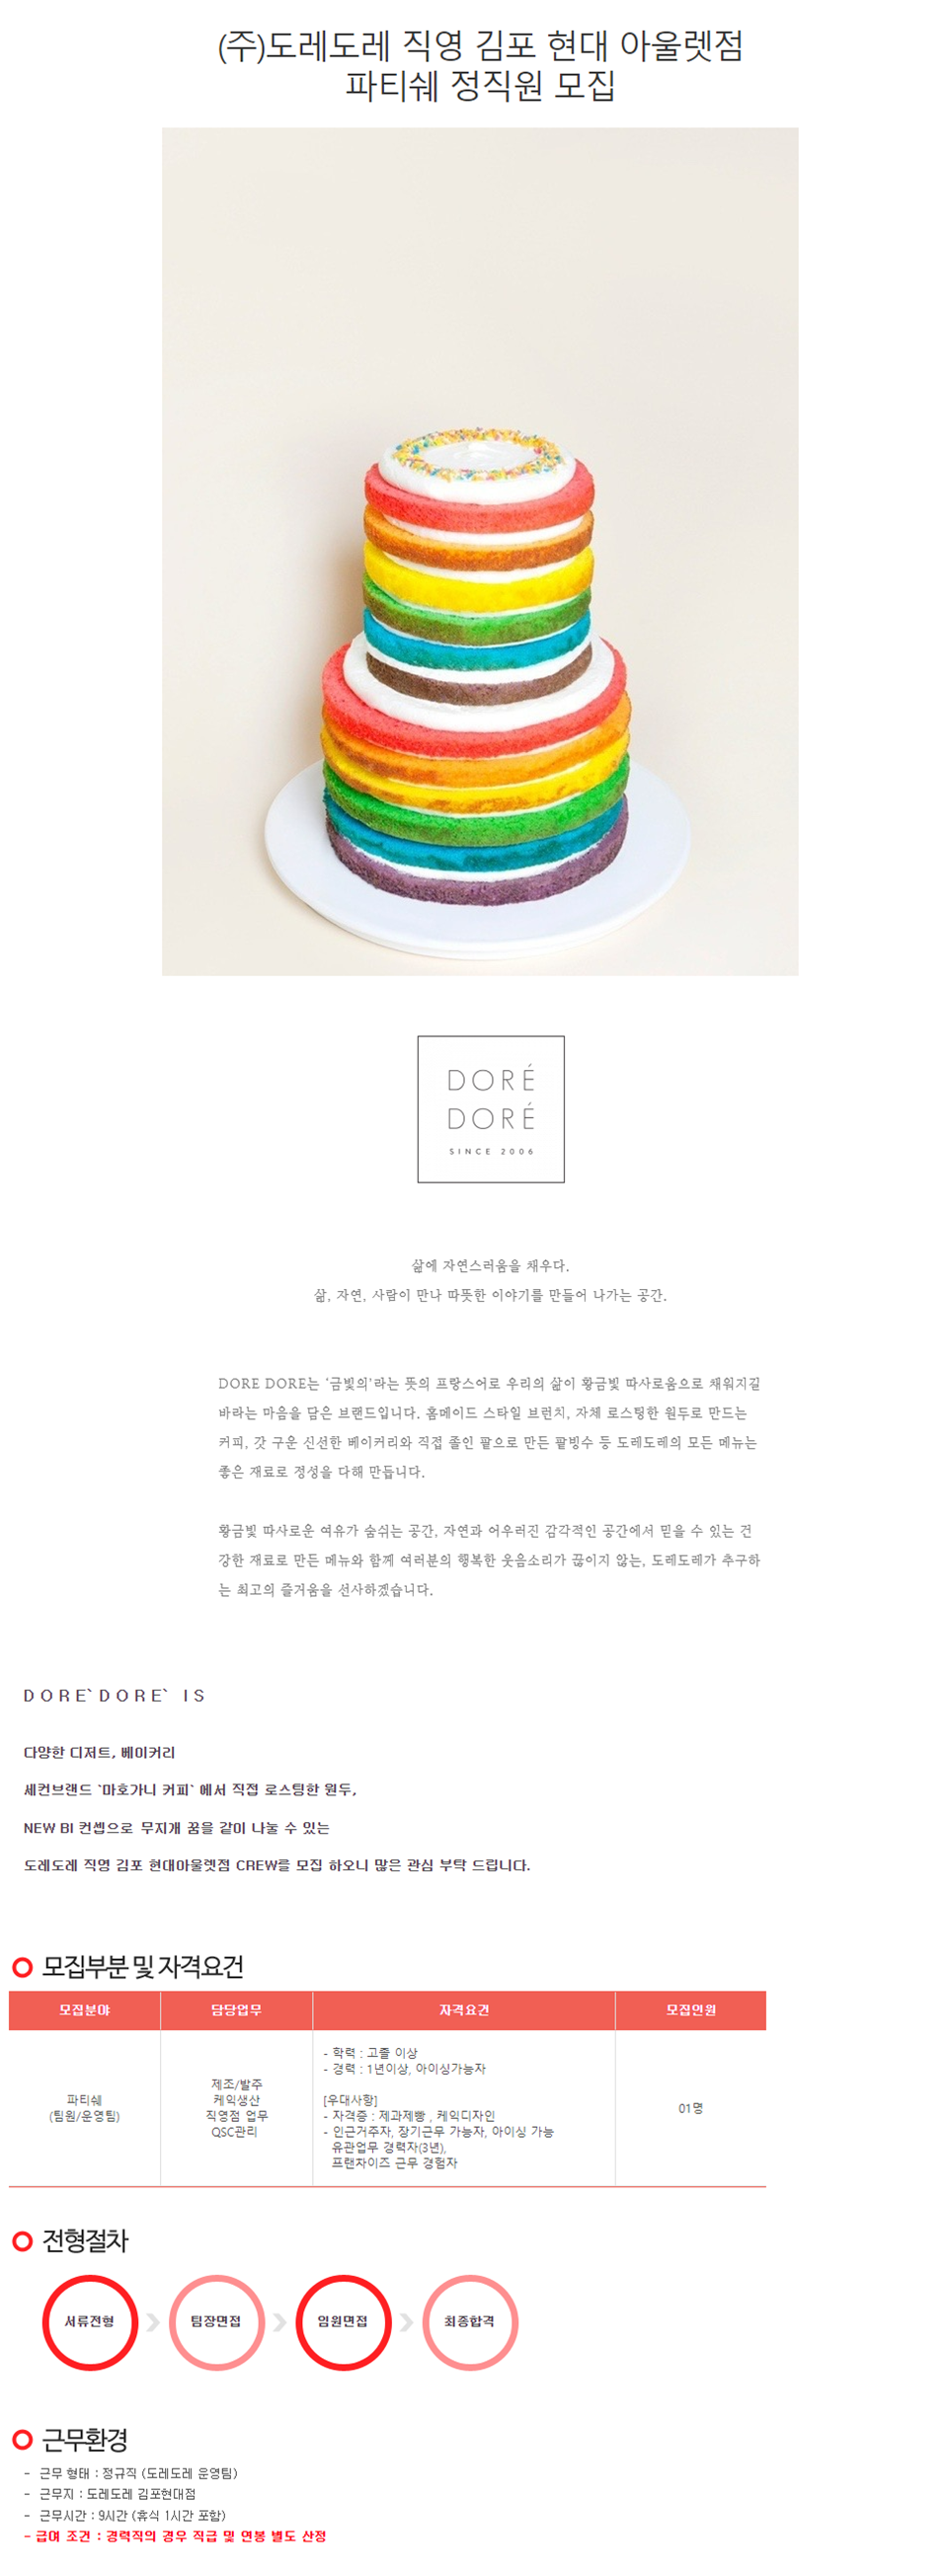 (주)도레도레 직영 김포 현대 아울렛점
파티쉐 정직원 모집
DORÉ
DORÉ
SINCE 2006
삶에 자연스러움을 채우다.
삶, 자연, 사람이 만나 따뜻한 이야기를 만들어 나가는 공간.
DORE DORE는 '금빛의'라는 뜻의 프랑스어로 우리의 삶이 황금빛 따사로움으로 채워지길
바라는 마음을 담은 브랜드입니다. 홈메이드 스타일 브런치, 자체 로스팅한 원두로 만드는
커피, 갓 구운 신선한 베이커리와 직접 졸인 팥으로 만든 팥빙수 등 도레도레의 모든 메뉴는
좋은 재료로 정성을 다해 만듭니다.
황금빛 따사로운 여유가 숨쉬는 공간, 자연과 어우러진 감각적인 공간에서 믿을 수 있는 건
강한 재료로 만든 메뉴와 함께 여러분의 행복한 웃음소리가 끊이지 않는, 도레도레가 추구하
는 최고의 즐거움을 선사하겠습니다.
DORE`DORE` IS
다양한 디저트, 베이커리
세컨브랜드 `마호가니 커피` 에서 직접 로스팅한 원두,
NEW BI 컨셉으로 무지개 꿈을 같이 나눌 수 있는
도레도레 직영 김포 현대아울렛점 CREW를 모집 하오니 많은 관심 부탁 드립니다.
모집부분 및 자격요건
모집분야 담당업무 자격요건 모집인원
파티쉐
(팀원/운영팀)
제조/발주
케익생산
직영점 업무
QSC관리
- 학력 : 고졸 이상
- 경력 : 1년이상, 아이싱가능자
[우대사항]
- 자격증 : 제과제빵 , 케익디자인
- 인근거주자, 장기근무 가능자, 아이싱 가능
유관업무 경력자(3년),
프랜차이즈 근무 경험자
01명
전형절차
서류전형 팀장면접 임원면접 최종합격
근무환경
- 근무 형태 : 정규직 (도레도레 운영팀)
- 근무지 : 도레도레 김포현대점
- 근무시간 : 9시간 (휴식 1시간 포함)
- 급여 조건 : 경력직의 경우 직급 및 연봉 별도 산정